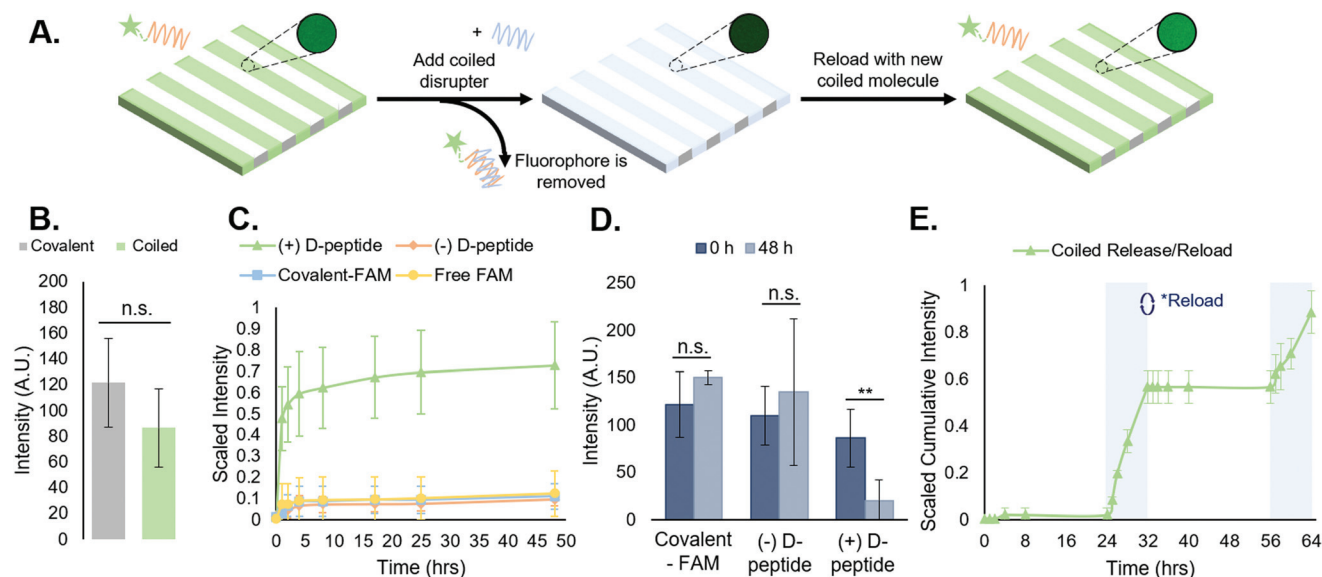 A.
+
Add coiled
disrupter
Fluorophore is
removed
Reload with new
coiled molecule
B.
Covalent Coiled
Intensity (A.U.)
200
180
160
140
120
100
80
60
40
20
0
n.s.
C.
(+) D-peptide (-) D-peptide
Covalent-FAM Free FAM
Scaled Intensity
1
0.9
0.8
0.7
0.6
0.5
0.4
0.3
0.2
0.1
0
0 5 10 15 20 25 30 35 40 45 50
Time (hrs)
D.
0 h 48 h
Intensity (A.U.)
250
200
150
100
50
0
n.s.
n.s.
**
Covalent
- FAM
(-) D-
peptide
(+) D-
peptide
E.
Coiled Release/Reload
Scaled Cumulative Intensity
1
0.8
0.6
0.4
0.2
0
*Reload
0 8 16 24 32 40 48 56 64
Time (hrs)